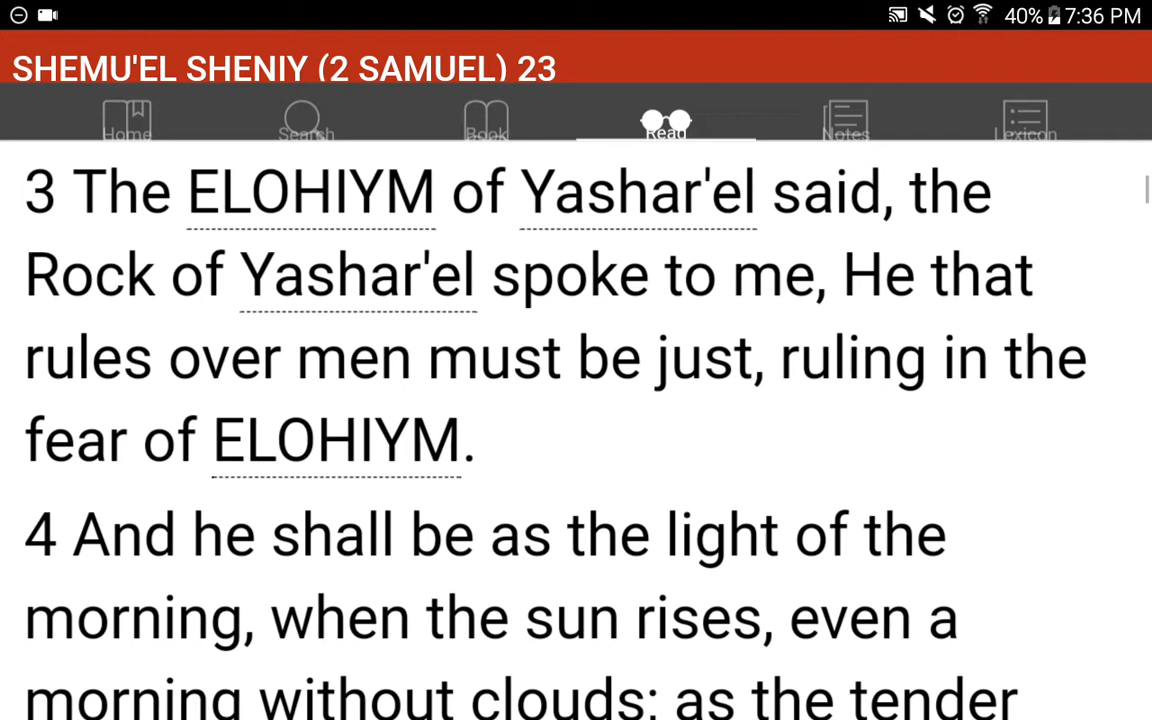 40% 7:36 PM
SHEMU'EL SHENIY (2 SAMUEL) 23
Home Search Book Read Notes Lexicon
3 The ELOHIYM of Yashar'el said, the
Rock of Yashar'el spoke to me, He that
rules over men must be just, ruling in the
fear of ELOHIYM.
4 And he shall be as the light of the
morning, when the sun rises, even a
morning without clouds; as the tender